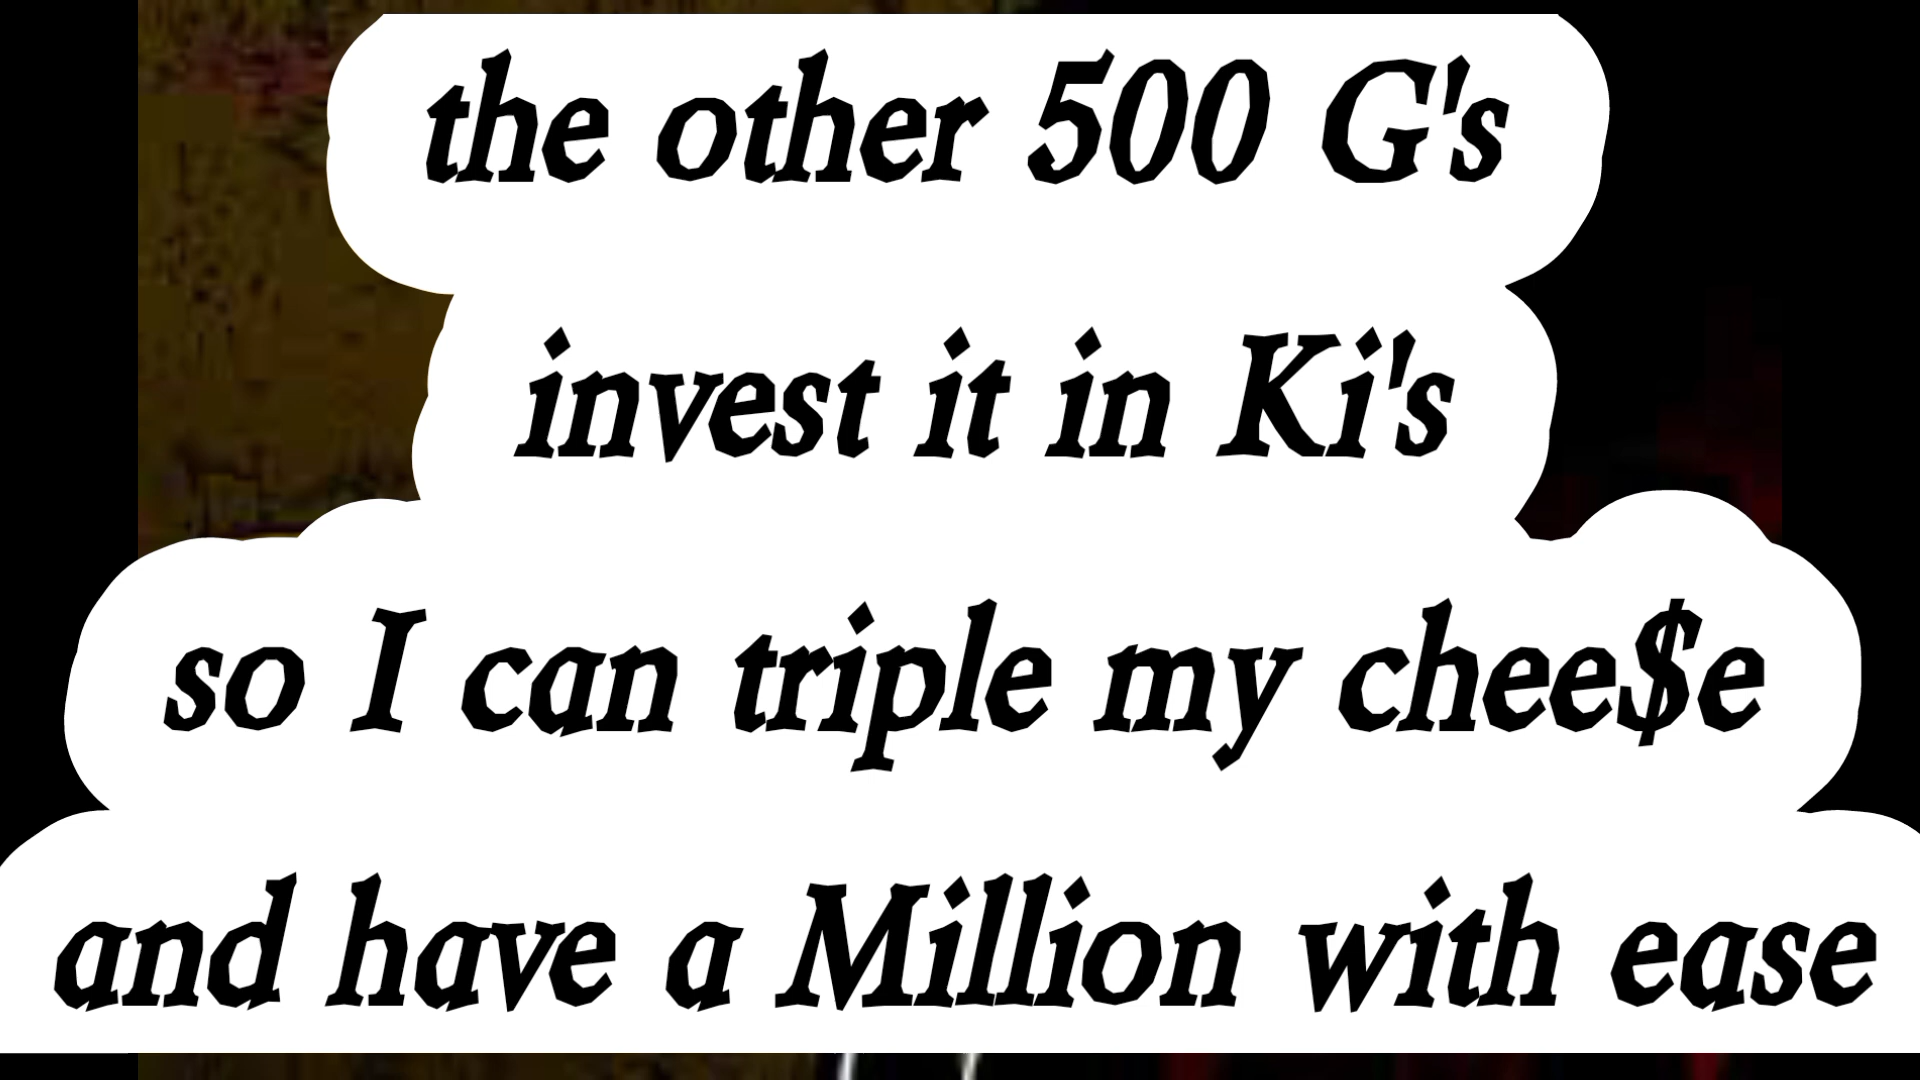 the other 500 G's
invest it in Ki's
so I can triple my chee$e
and have a Million with ease